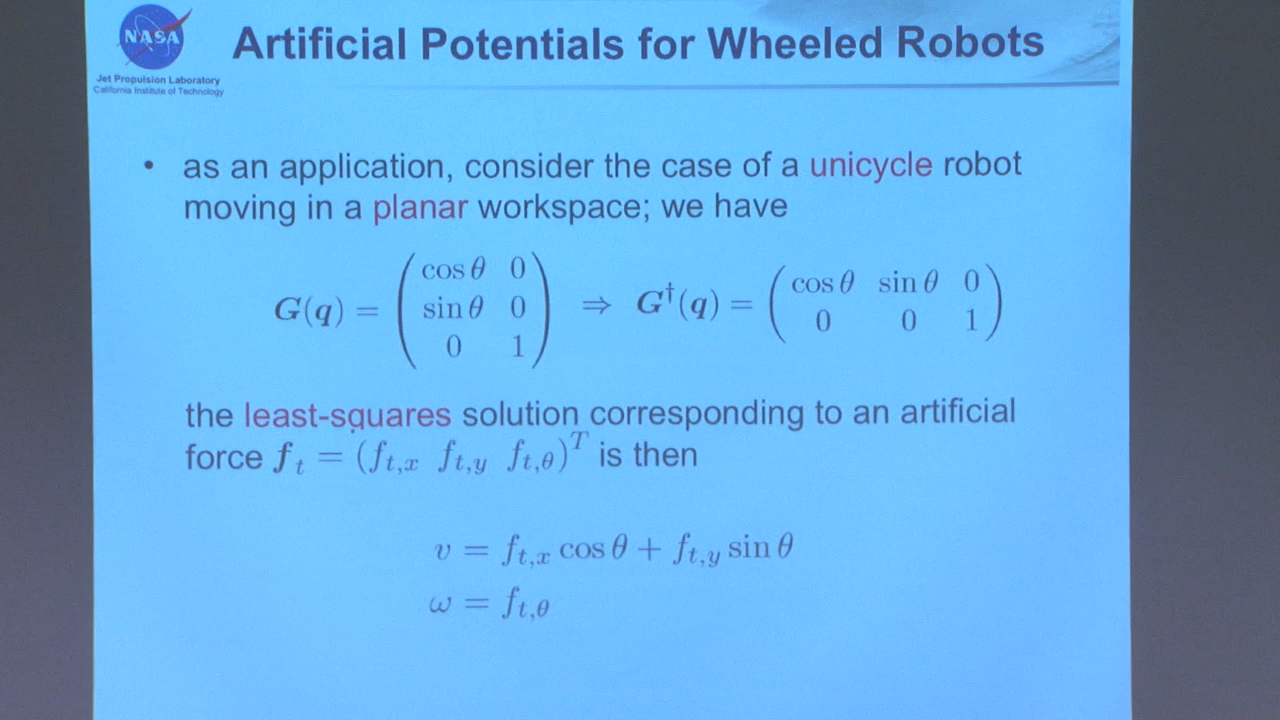 NASA
Jet Propulsion Laboratory
California Institute of Technology
Artificial Potentials for Wheeled Robots
• as an application, consider the case of a unicycle robot
moving in a planar workspace; we have
G(q) = ( cos θ 0 ; sin θ 0 ; 0 1 ) ⇒ G†(q) = ( cos θ sin θ 0 ; 0 0 1 )
the least-squares solution corresponding to an artificial
force f_t = (f_{t,x} f_{t,y} f_{t,θ})^T is then
v = f_{t,x} cos θ + f_{t,y} sin θ
ω = f_{t,θ}